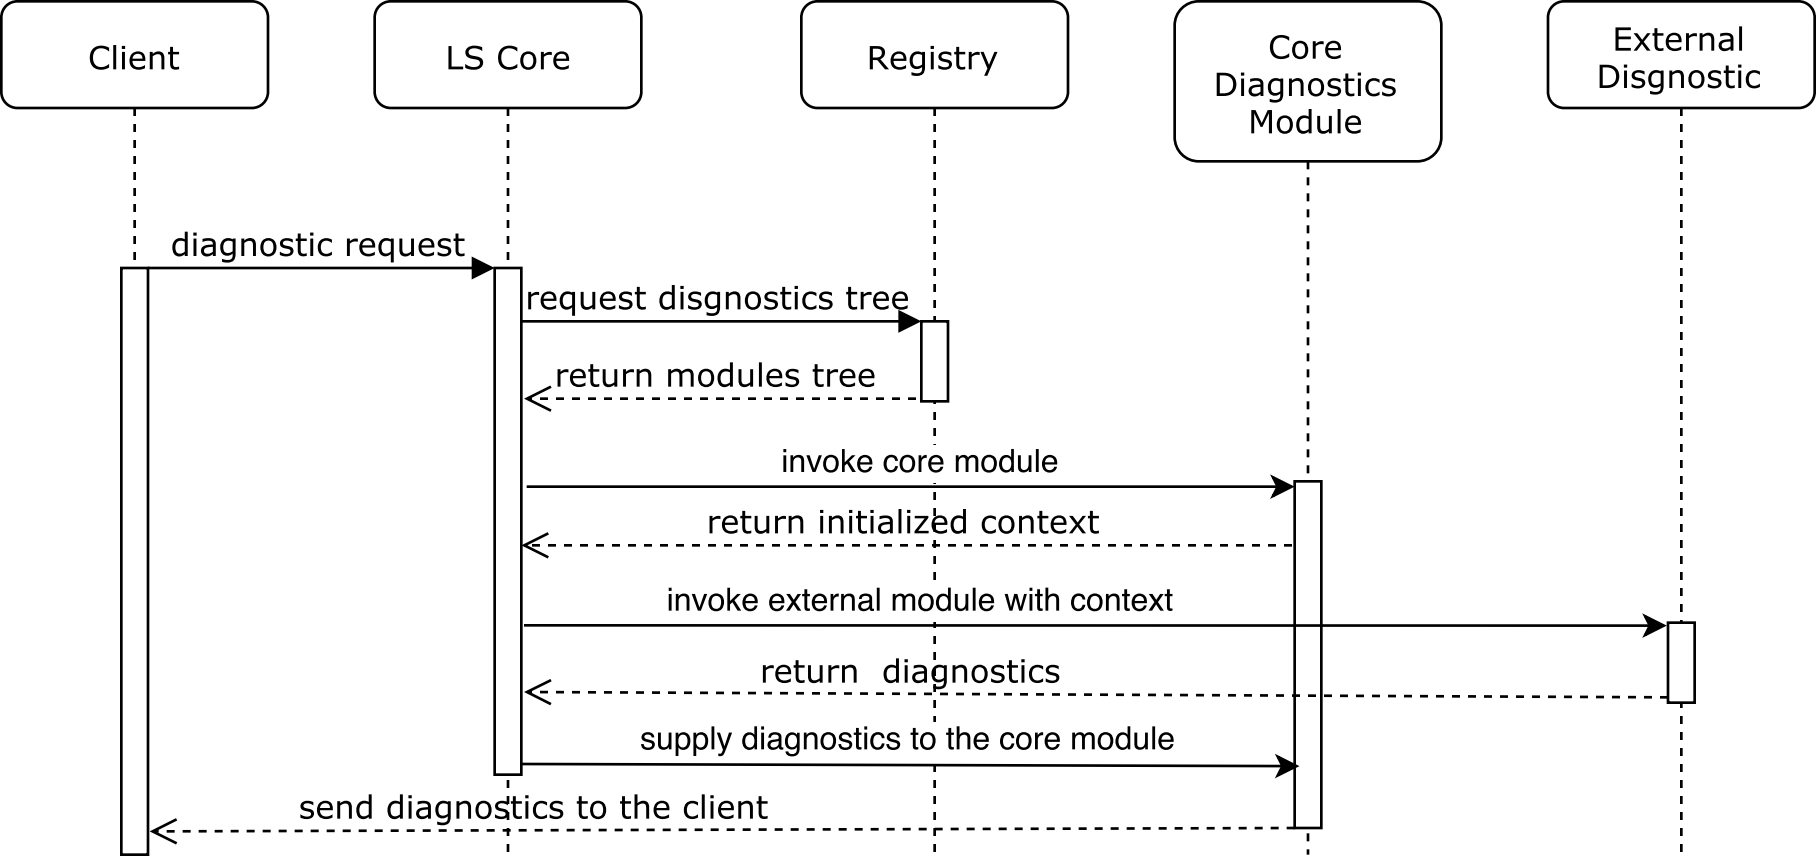 Client
LS Core
Registry
Core
Diagnostics
Module
External
Disgnostic
diagnostic request
request disgnostics tree
return modules tree
invoke core module
return initialized context
invoke external module with context
return  diagnostics
supply diagnostics to the core module
send diagnostics to the client